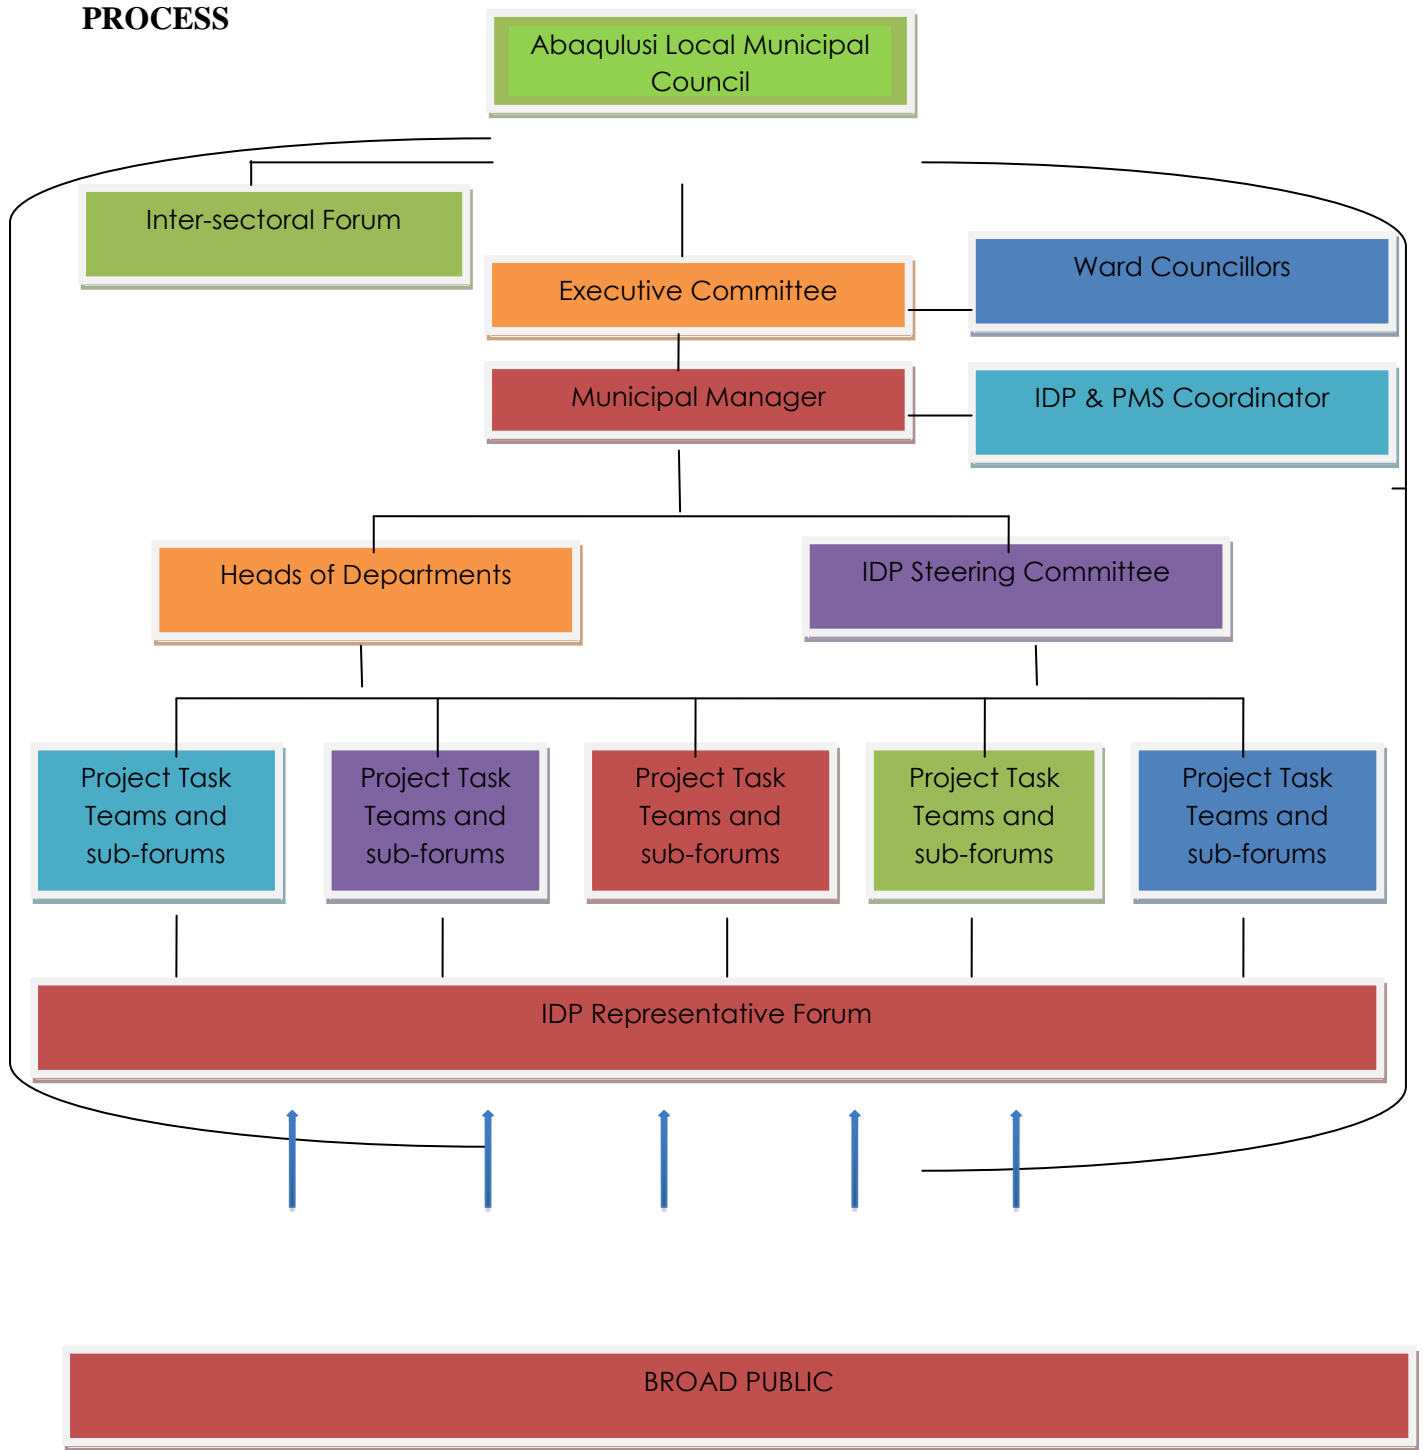 PROCESS
Abaqulusi Local Municipal
Council
Inter-sectoral Forum
Ward Councillors
Executive Committee
Municipal Manager
IDP & PMS Coordinator
Heads of Departments
IDP Steering Committee
Project Task
Teams and
sub-forums
Project Task
Teams and
sub-forums
Project Task
Teams and
sub-forums
Project Task
Teams and
sub-forums
Project Task
Teams and
sub-forums
IDP Representative Forum
BROAD PUBLIC